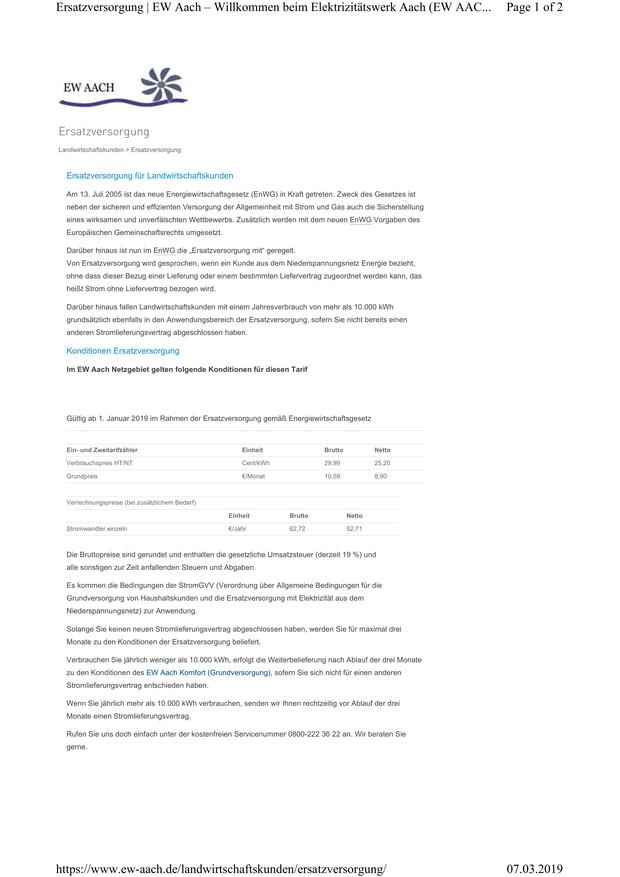 Ersatzversorgung | EW Aach – Willkommen beim Elektrizitätswerk Aach (EW AAC... Page 1 of 2
EW AACH
Ersatzversorgung
Landwirtschaftskunden > Ersatzversorgung
Ersatzversorgung für Landwirtschaftskunden
Am 13. Juli 2005 ist das neue Energiewirtschaftsgesetz (EnWG) in Kraft getreten. Zweck des Gesetzes ist
neben der sicheren und effizienten Versorgung der Allgemeinheit mit Strom und Gas auch die Sicherstellung
eines wirksamen und unverfälschten Wettbewerbs. Zusätzlich werden mit dem neuen EnWG Vorgaben des
Europäischen Gemeinschaftsrechts umgesetzt.
Darüber hinaus ist nun im EnWG die „Ersatzversorgung mit“ geregelt.
Von Ersatzversorgung wird gesprochen, wenn ein Kunde aus dem Niederspannungsnetz Energie bezieht,
ohne dass dieser Bezug einer Lieferung oder einem bestimmten Liefervertrag zugeordnet werden kann, das
heißt Strom ohne Liefervertrag bezogen wird.
Darüber hinaus fallen Landwirtschaftskunden mit einem Jahresverbrauch von mehr als 10.000 kWh
grundsätzlich ebenfalls in den Anwendungsbereich der Ersatzversorgung, sofern Sie nicht bereits einen
anderen Stromlieferungsvertrag abgeschlossen haben.
Konditionen Ersatzversorgung
Im EW Aach Netzgebiet gelten folgende Konditionen für diesen Tarif
Gültig ab 1. Januar 2019 im Rahmen der Ersatzversorgung gemäß Energiewirtschaftsgesetz
Ein- und Zweitarifzähler Einheit Brutto Netto
Verbrauchspreis HT/NT Cent/kWh 29,99 25,20
Grundpreis €/Monat 10,59 8,90
Verrechnungspreise (bei zusätzlichem Bedarf)
Einheit Brutto Netto
Stromwandler einzeln €/Jahr 62,72 52,71
Die Bruttopreise sind gerundet und enthalten die gesetzliche Umsatzsteuer (derzeit 19 %) und
alle sonstigen zur Zeit anfallenden Steuern und Abgaben.
Es kommen die Bedingungen der StromGVV (Verordnung über Allgemeine Bedingungen für die
Grundversorgung von Haushaltskunden und die Ersatzversorgung mit Elektrizität aus dem
Niederspannungsnetz) zur Anwendung.
Solange Sie keinen neuen Stromlieferungsvertrag abgeschlossen haben, werden Sie für maximal drei
Monate zu den Konditionen der Ersatzversorgung beliefert.
Verbrauchen Sie jährlich weniger als 10.000 kWh, erfolgt die Weiterbelieferung nach Ablauf der drei Monate
zu den Konditionen des EW Aach Komfort (Grundversorgung), sofern Sie sich nicht für einen anderen
Stromlieferungsvertrag entschieden haben.
Wenn Sie jährlich mehr als 10.000 kWh verbrauchen, senden wir Ihnen rechtzeitig vor Ablauf der drei
Monate einen Stromlieferungsvertrag.
Rufen Sie uns doch einfach unter der kostenfreien Servicenummer 0800-222 36 22 an. Wir beraten Sie
gerne.
https://www.ew-aach.de/landwirtschaftskunden/ersatzversorgung/ 07.03.2019